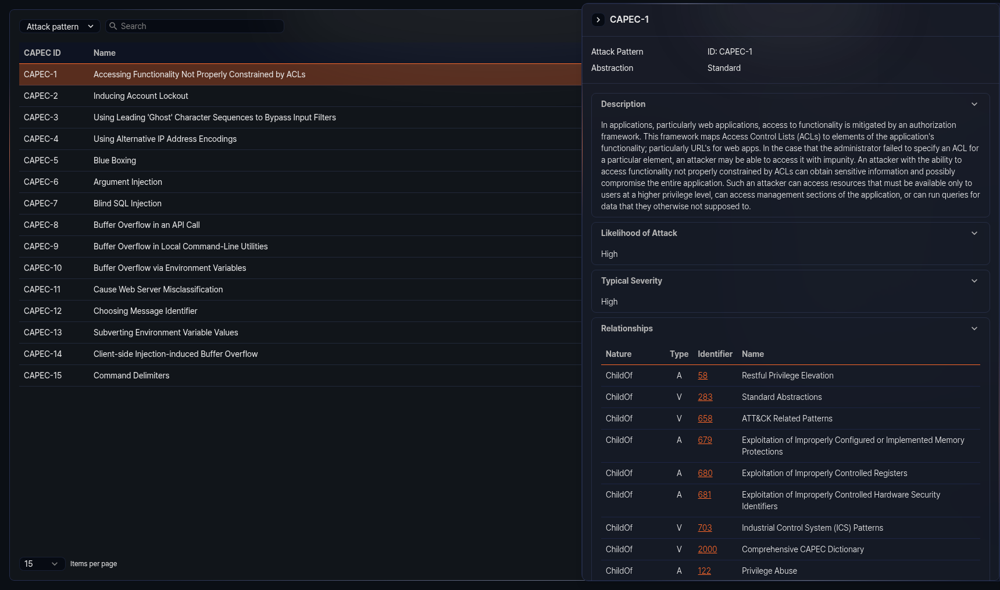 Attack pattern
Search
CAPEC ID Name
CAPEC-1 Accessing Functionality Not Properly Constrained by ACLs
CAPEC-2 Inducing Account Lockout
CAPEC-3 Using Leading 'Ghost' Character Sequences to Bypass Input Filters
CAPEC-4 Using Alternative IP Address Encodings
CAPEC-5 Blue Boxing
CAPEC-6 Argument Injection
CAPEC-7 Blind SQL Injection
CAPEC-8 Buffer Overflow in an API Call
CAPEC-9 Buffer Overflow in Local Command-Line Utilities
CAPEC-10 Buffer Overflow via Environment Variables
CAPEC-11 Cause Web Server Misclassification
CAPEC-12 Choosing Message Identifier
CAPEC-13 Subverting Environment Variable Values
CAPEC-14 Client-side Injection-induced Buffer Overflow
CAPEC-15 Command Delimiters
15 Items per page
CAPEC-1
Attack Pattern ID: CAPEC-1
Abstraction Standard
Description
In applications, particularly web applications, access to functionality is mitigated by an authorization
framework. This framework maps Access Control Lists (ACLs) to elements of the application's
functionality; particularly URL's for web apps. In the case that the administrator failed to specify an ACL for
a particular element, an attacker may be able to access it with impunity. An attacker with the ability to
access functionality not properly constrained by ACLs can obtain sensitive information and possibly
compromise the entire application. Such an attacker can access resources that must be available only to
users at a higher privilege level, can access management sections of the application, or can run queries for
data that they otherwise not supposed to.
Likelihood of Attack
High
Typical Severity
High
Relationships
Nature Type Identifier Name
ChildOf A 58 Restful Privilege Elevation
ChildOf V 283 Standard Abstractions
ChildOf V 658 ATT&CK Related Patterns
ChildOf A 679 Exploitation of Improperly Configured or Implemented Memory
Protections
ChildOf A 680 Exploitation of Improperly Controlled Registers
ChildOf A 681 Exploitation of Improperly Controlled Hardware Security
Identifiers
ChildOf V 703 Industrial Control System (ICS) Patterns
ChildOf V 2000 Comprehensive CAPEC Dictionary
ChildOf A 122 Privilege Abuse